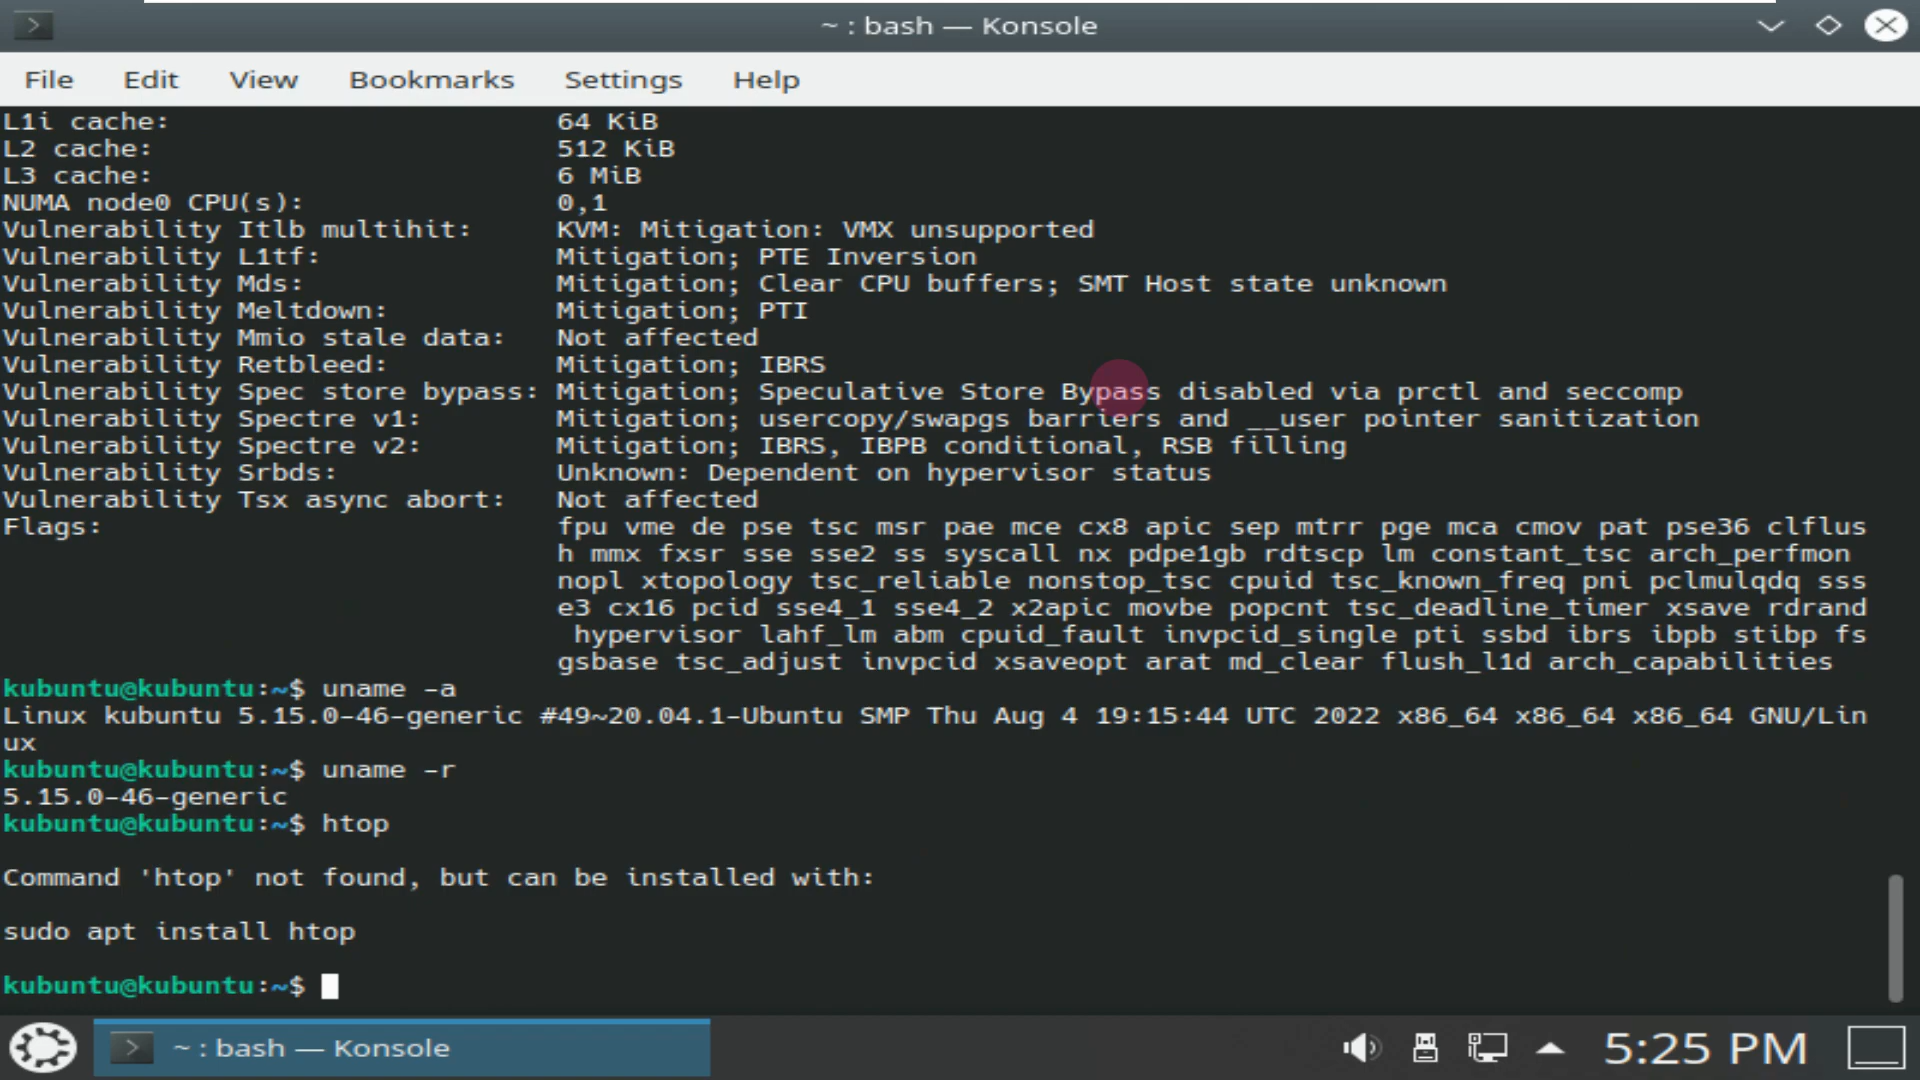 ~ : bash — Konsole
File Edit View Bookmarks Settings Help
L1i cache: 64 KiB
L2 cache: 512 KiB
L3 cache: 6 MiB
NUMA node0 CPU(s): 0,1
Vulnerability Itlb multihit: KVM: Mitigation: VMX unsupported
Vulnerability L1tf: Mitigation; PTE Inversion
Vulnerability Mds: Mitigation; Clear CPU buffers; SMT Host state unknown
Vulnerability Meltdown: Mitigation; PTI
Vulnerability Mmio stale data: Not affected
Vulnerability Retbleed: Mitigation; IBRS
Vulnerability Spec store bypass: Mitigation; Speculative Store Bypass disabled via prctl and seccomp
Vulnerability Spectre v1: Mitigation; usercopy/swapgs barriers and __user pointer sanitization
Vulnerability Spectre v2: Mitigation; IBRS, IBPB conditional, RSB filling
Vulnerability Srbds: Unknown: Dependent on hypervisor status
Vulnerability Tsx async abort: Not affected
Flags: fpu vme de pse tsc msr pae mce cx8 apic sep mtrr pge mca cmov pat pse36 clflus
h mmx fxsr sse sse2 ss syscall nx pdpe1gb rdtscp lm constant_tsc arch_perfmon
nopl xtopology tsc_reliable nonstop_tsc cpuid tsc_known_freq pni pclmulqdq sss
e3 cx16 pcid sse4_1 sse4_2 x2apic movbe popcnt tsc_deadline_timer xsave rdrand
hypervisor lahf_lm abm cpuid_fault invpcid_single pti ssbd ibrs ibpb stibp fs
gsbase tsc_adjust invpcid xsaveopt arat md_clear flush_l1d arch_capabilities
kubuntu@kubuntu:~$ uname -a
Linux kubuntu 5.15.0-46-generic #49~20.04.1-Ubuntu SMP Thu Aug 4 19:15:44 UTC 2022 x86_64 x86_64 x86_64 GNU/Lin
ux
kubuntu@kubuntu:~$ uname -r
5.15.0-46-generic
kubuntu@kubuntu:~$ htop
Command 'htop' not found, but can be installed with:
sudo apt install htop
kubuntu@kubuntu:~$
~ : bash — Konsole
5:25 PM